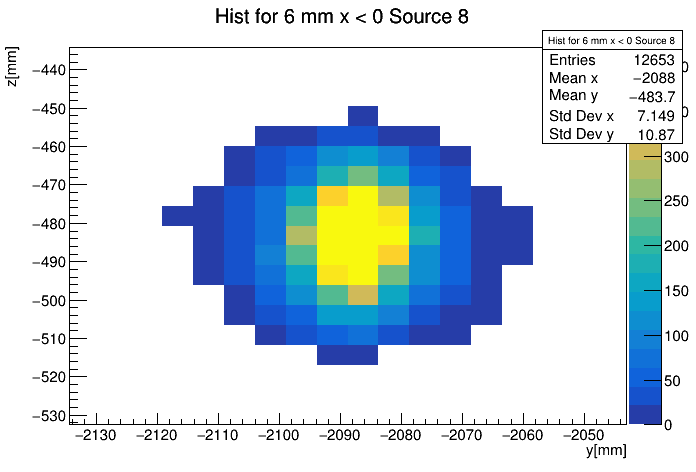 Hist for 6 mm x < 0 Source 8
z[mm]
Hist for 6 mm x < 0 Source 8
Entries 12653
Mean x −2088
Mean y −483.7
Std Dev x 7.149
Std Dev y 10.87
−440
−450
−460
−470
−480
−490
−500
−510
−520
−530
300
250
200
150
100
50
0
−2130 −2120 −2110 −2100 −2090 −2080 −2070 −2060 −2050
y[mm]